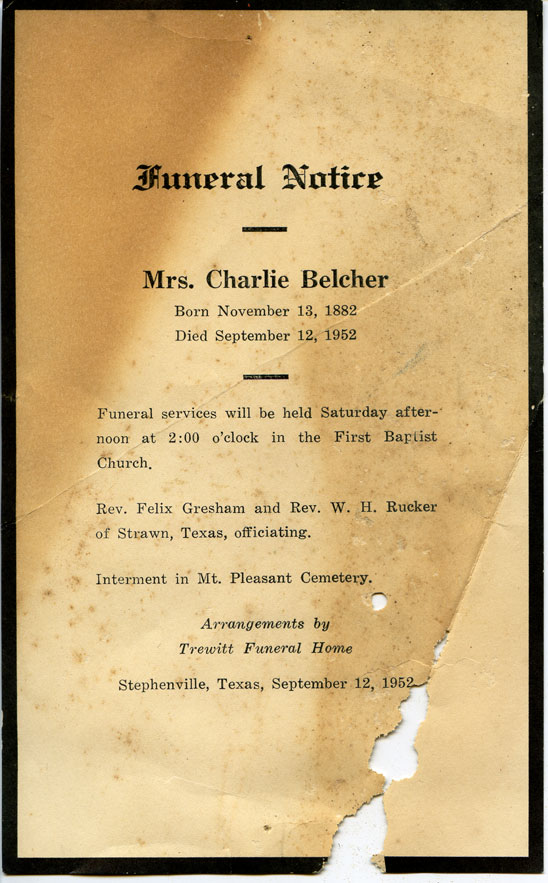 Funeral Notice
Mrs. Charlie Belcher
Born November 13, 1882
Died September 12, 1952
Funeral services will be held Saturday after-
noon at 2:00 o'clock in the First Baptist
Church.
Rev. Felix Gresham and Rev. W. H. Rucker
of Strawn, Texas, officiating.
Interment in Mt. Pleasant Cemetery.
Arrangements by
Trewitt Funeral Home
Stephenville, Texas, September 12, 1952